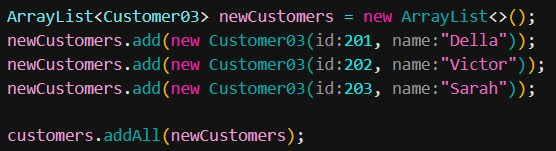 ArrayList<Customer03> newCustomers = new ArrayList<>();
newCustomers.add(new Customer03(id:201, name:"Della"));
newCustomers.add(new Customer03(id:202, name:"Victor"));
newCustomers.add(new Customer03(id:203, name:"Sarah"));
customers.addAll(newCustomers);